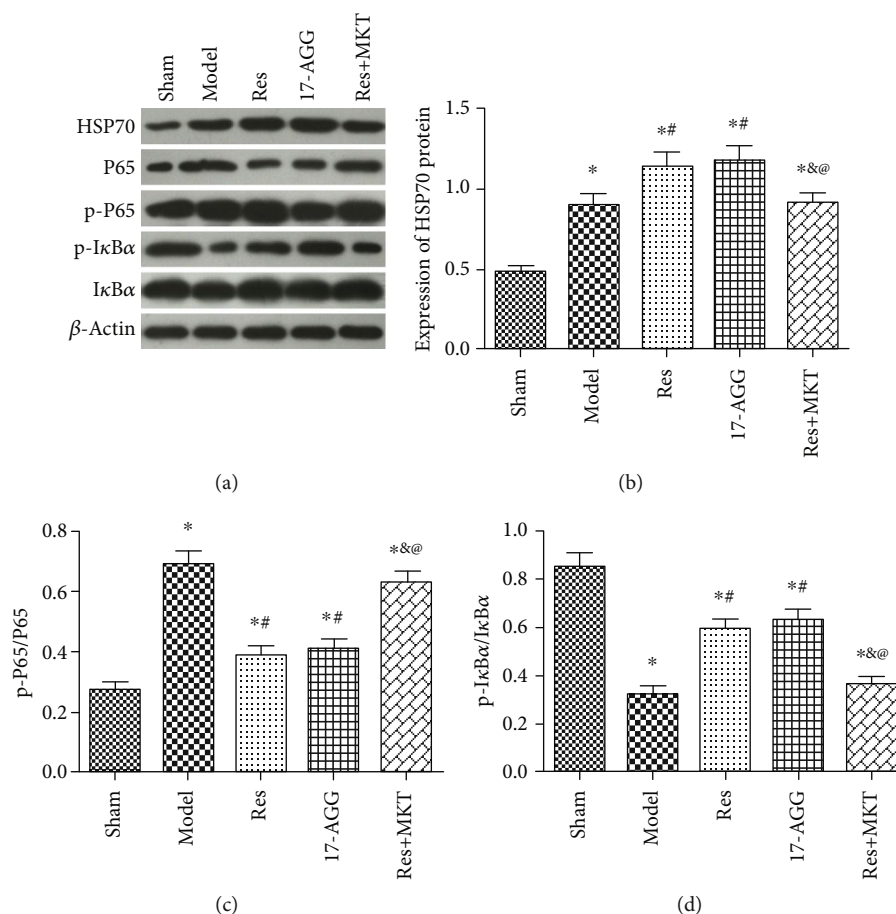 Sham
Model
Res
17-AGG
Res+MKT
HSP70
P65
p-P65
p-IκBα
IκBα
β-Actin
(a)
Expression of HSP70 protein
1.5
1.0
0.5
0.0
*
*#
*#
*&@
Sham
Model
Res
17-AGG
Res+MKT
(b)
p-P65/P65
0.8
0.6
0.4
0.2
0.0
*
*#
*#
*&@
Sham
Model
Res
17-AGG
Res+MKT
(c)
p-IκBα/IκBα
1.0
0.8
0.6
0.4
0.2
0.0
*
*#
*#
*&@
Sham
Model
Res
17-AGG
Res+MKT
(d)